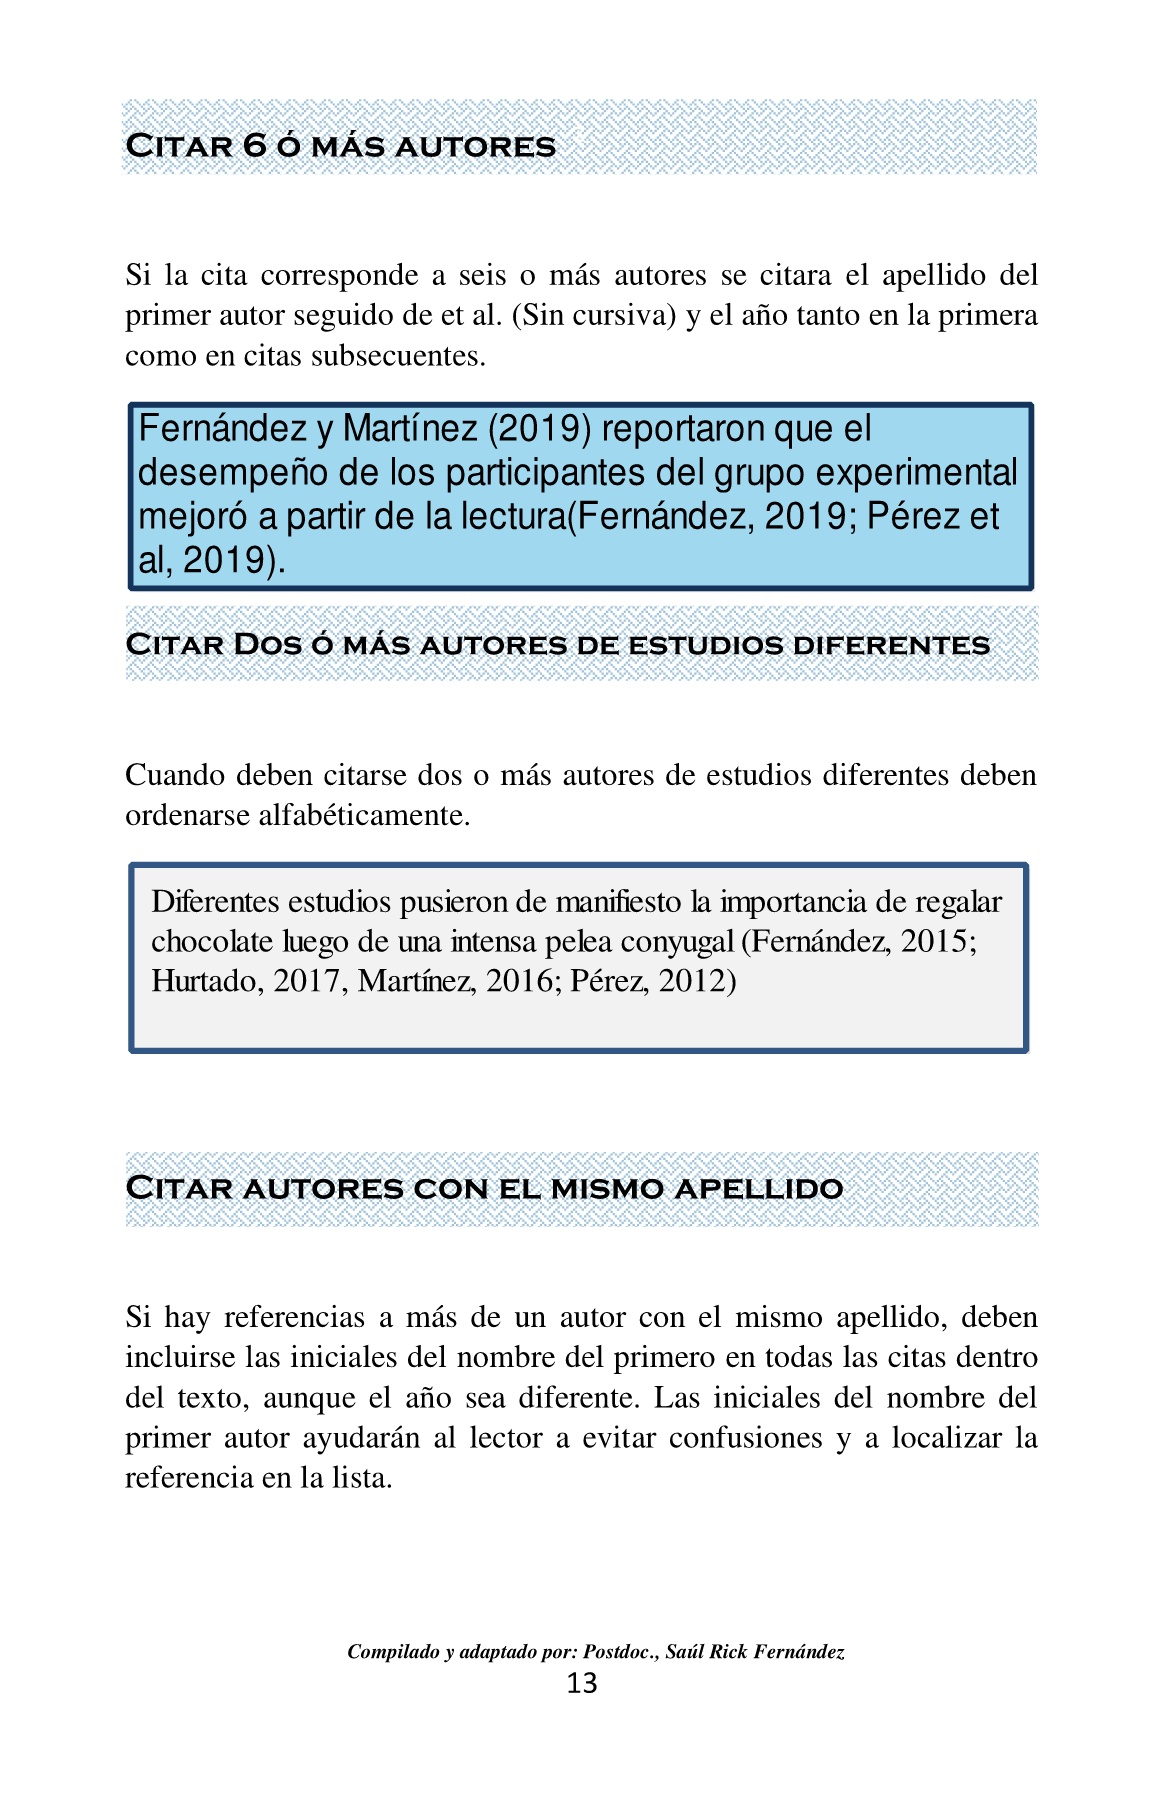 Citar 6 ó más autores
Si la cita corresponde a seis o más autores se citara el apellido del
primer autor seguido de et al. (Sin cursiva) y el año tanto en la primera
como en citas subsecuentes.
Fernández y Martínez (2019) reportaron que el
desempeño de los participantes del grupo experimental
mejoró a partir de la lectura(Fernández, 2019; Pérez et
al, 2019).
Citar Dos ó más autores de estudios diferentes
Cuando deben citarse dos o más autores de estudios diferentes deben
ordenarse alfabéticamente.
Diferentes estudios pusieron de manifiesto la importancia de regalar
chocolate luego de una intensa pelea conyugal (Fernández, 2015;
Hurtado, 2017, Martínez, 2016; Pérez, 2012)
Citar autores con el mismo apellido
Si hay referencias a más de un autor con el mismo apellido, deben
incluirse las iniciales del nombre del primero en todas las citas dentro
del texto, aunque el año sea diferente. Las iniciales del nombre del
primer autor ayudarán al lector a evitar confusiones y a localizar la
referencia en la lista.
Compilado y adaptado por: Postdoc., Saúl Rick Fernández
13